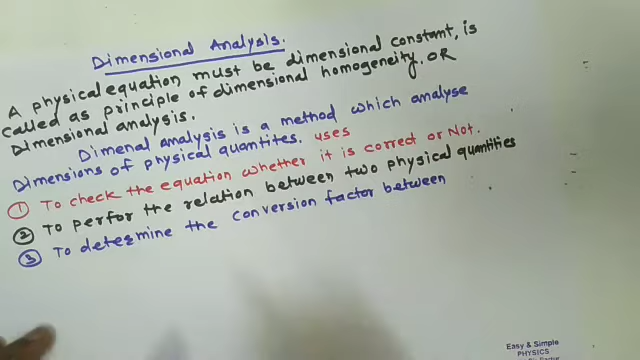 Dimensional Analysis.
A physical equation must be dimensional constant, is
called as principle of dimensional homogeneity. OR
Dimensional analysis.
Dimenal analysis is a method which analyse
Dimensions of physical quantites. uses
① To check the equation whether it is correct or Not.
② To perfor the relation between two physical quantities
③ To determine the conversion factor between
Easy & Simple
PHYSICS